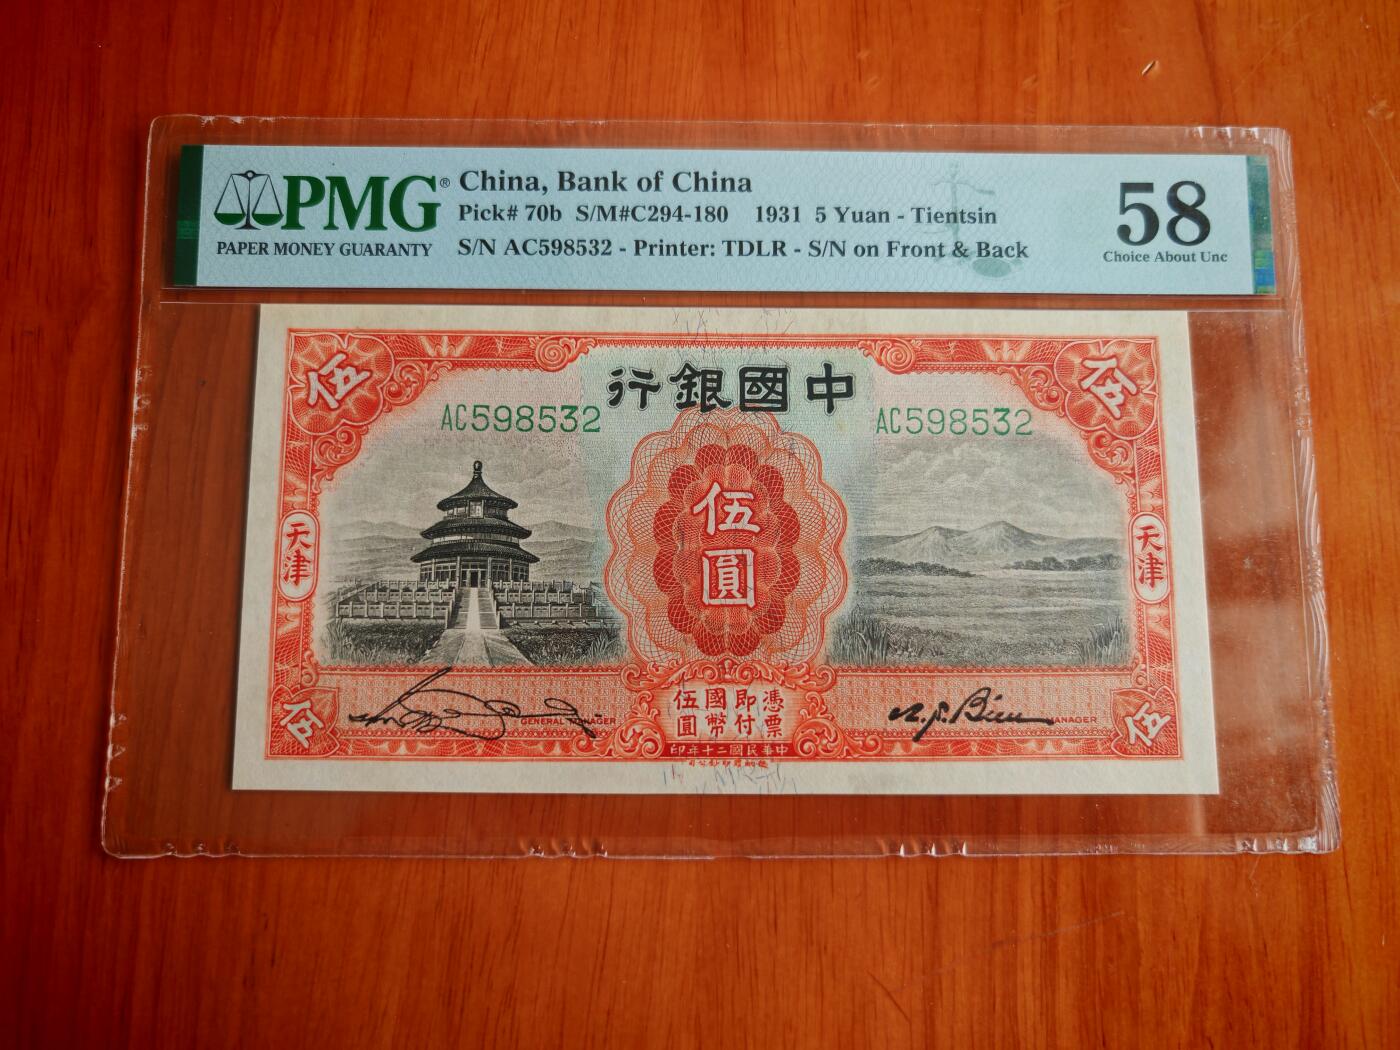 PMG®
PAPER MONEY GUARANTY
China, Bank of China
Pick# 70b S/M#C294-180 1931 5 Yuan - Tientsin
S/N AC598532 - Printer: TDLR - S/N on Front & Back
58
Choice About Unc
伍
伍
行銀國中
AC598532
AC598532
伍圓
天津
天津
憑票
即付
國幣
伍圓
GENERAL MANAGER
MANAGER
伍
伍
印年十二國民華中